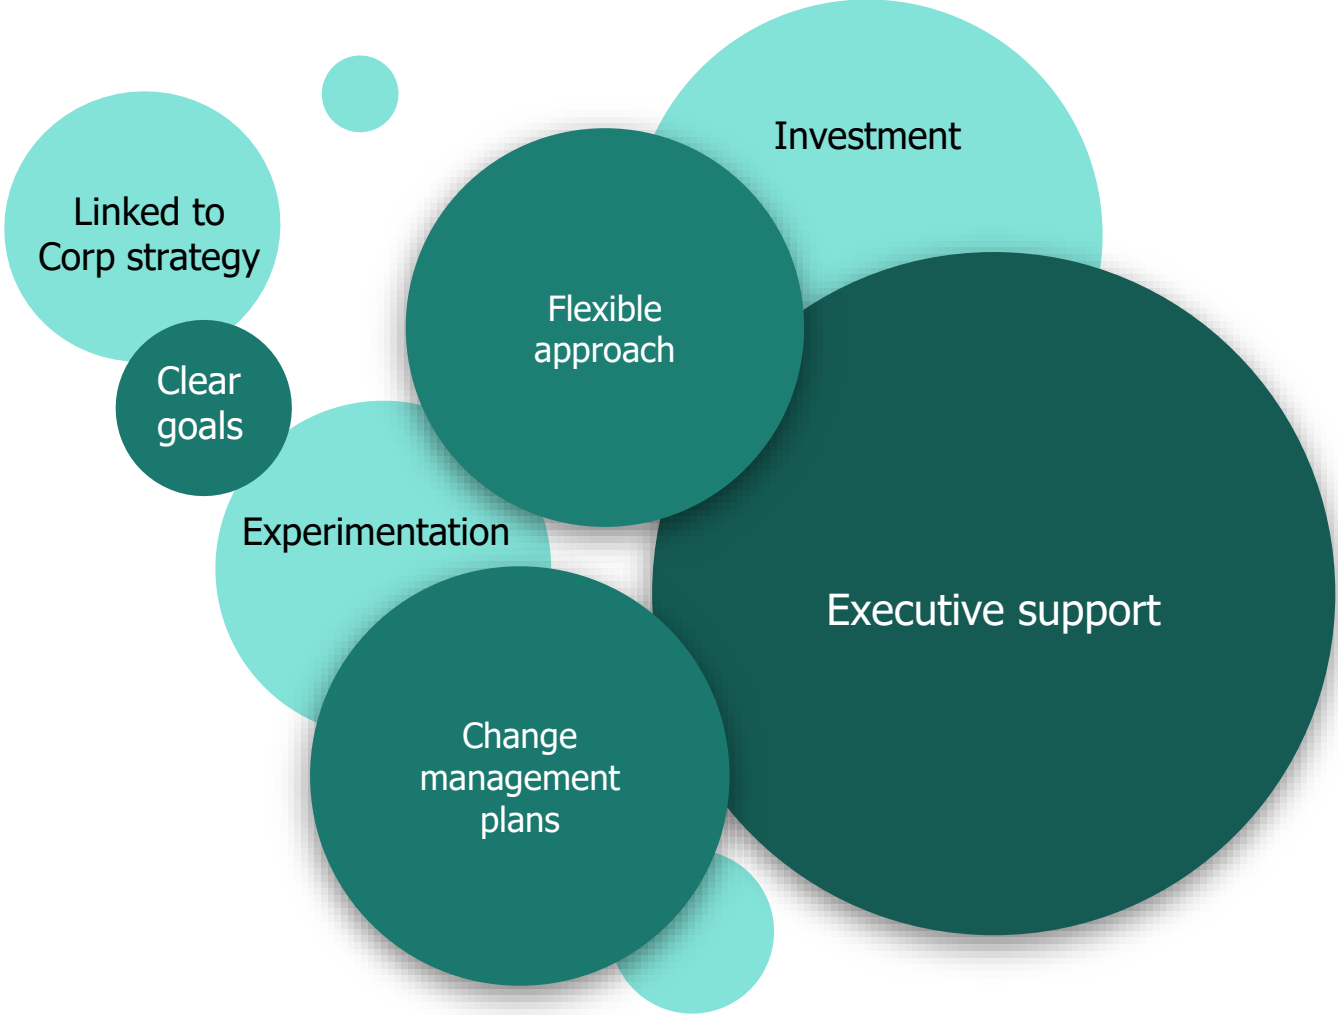 Investment
Linked to
Corp strategy
Flexible
approach
Clear
goals
Experimentation
Executive support
Change
management
plans